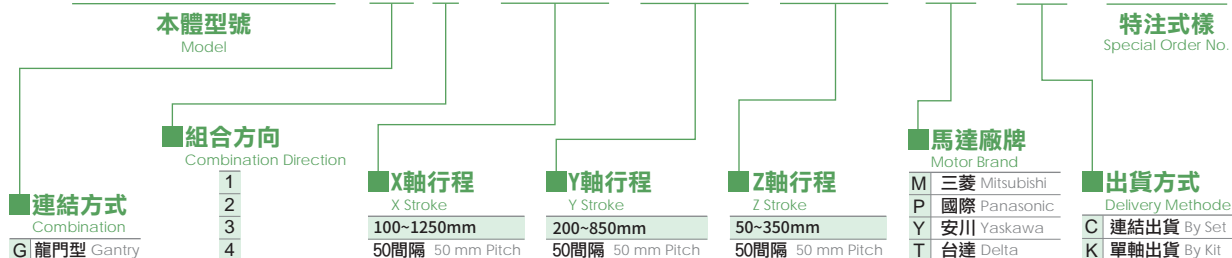 本體型號
Model
特注式樣
Special Order No.
組合方向
Combination Direction
1
2
3
4
連結方式
Combination
G 龍門型 Gantry
X軸行程
X Stroke
100~1250mm
50間隔 50 mm Pitch
Y軸行程
Y Stroke
200~850mm
50間隔 50 mm Pitch
Z軸行程
Z Stroke
50~350mm
50間隔 50 mm Pitch
馬達廠牌
Motor Brand
M 三菱 Mitsubishi
P 國際 Panasonic
Y 安川 Yaskawa
T 台達 Delta
出貨方式
Delivery Methode
C 連結出貨 By Set
K 單軸出貨 By Kit